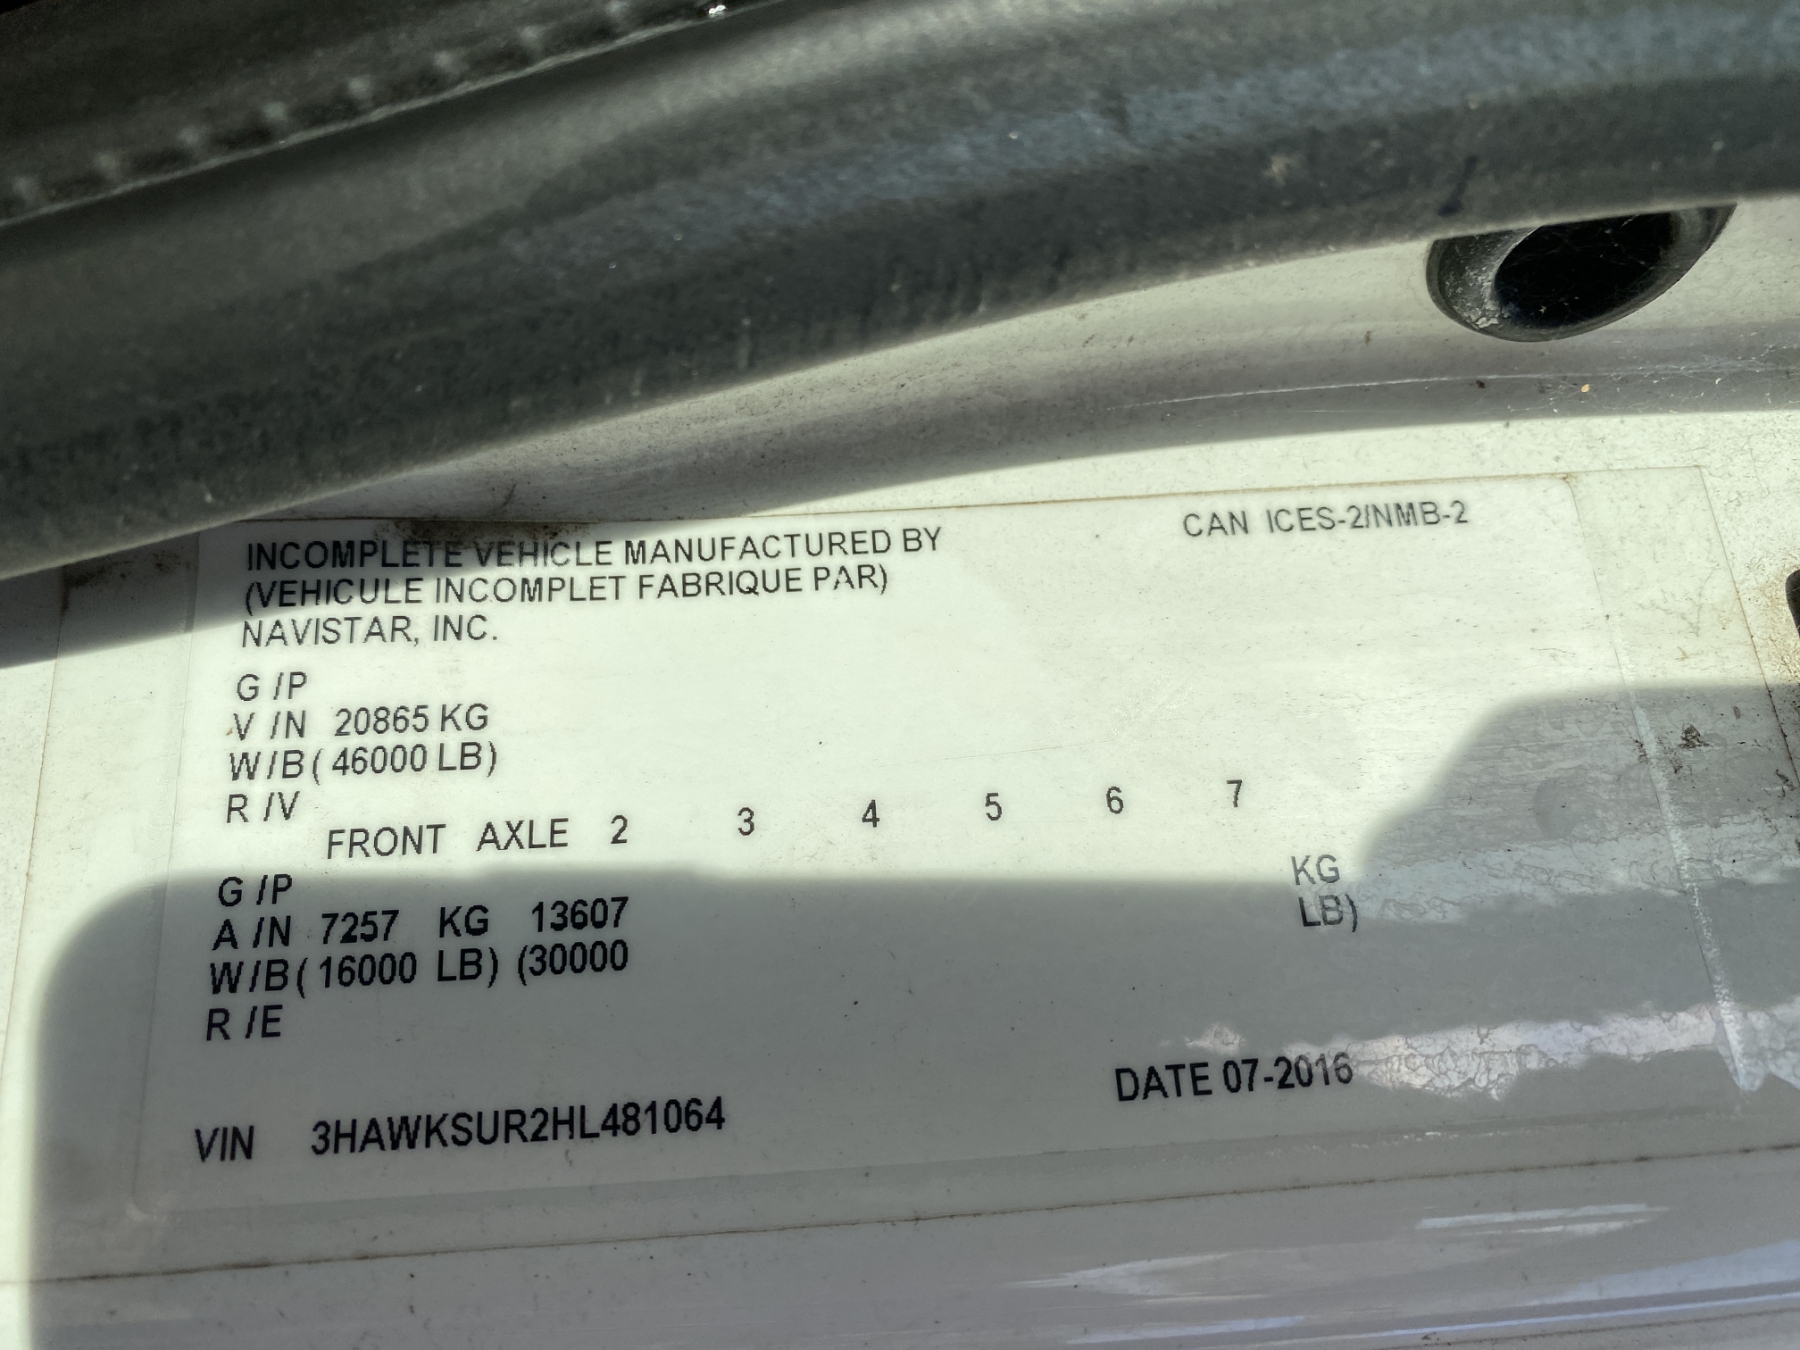 INCOMPLETE VEHICLE MANUFACTURED BY CAN ICES-2/NMB-2
(VEHICULE INCOMPLET FABRIQUE PAR)
NAVISTAR, INC.
G /P
V /N 20865 KG
W/B ( 46000 LB)
R /V
FRONT AXLE 2 3 4 5 6 7
G /P KG
A /N 7257 KG 13607 LB)
W/B ( 16000 LB) (30000
R /E
DATE 07-2016
VIN 3HAWKSUR2HL481064